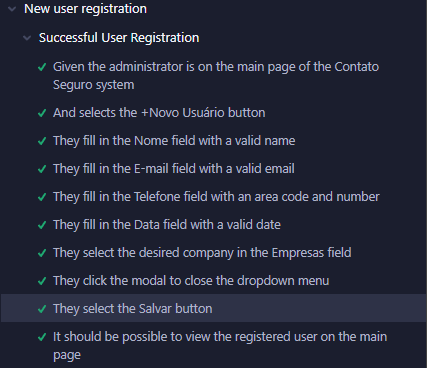 New user registration
Successful User Registration
Given the administrator is on the main page of the Contato
Seguro system
And selects the +Novo Usuário button
They fill in the Nome field with a valid name
They fill in the E-mail field with a valid email
They fill in the Telefone field with an area code and number
They fill in the Data field with a valid date
They select the desired company in the Empresas field
They click the modal to close the dropdown menu
They select the Salvar button
It should be possible to view the registered user on the main
page